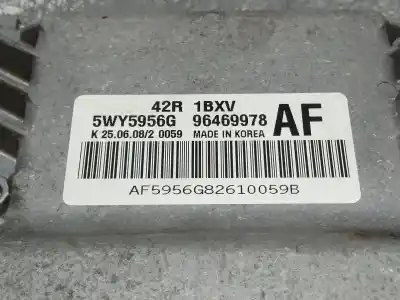 42R 1BXV
5WY5956G 96469978 AF
K 25.06.08/2 0059 MADE IN KOREA
AF5956G82610059B